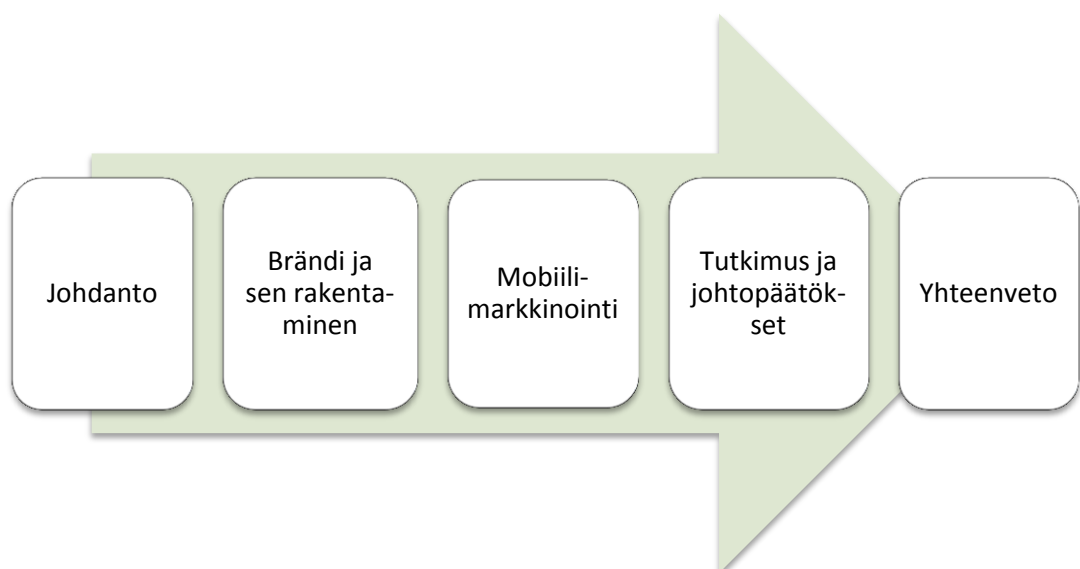 Johdanto
Brändi ja
sen rakenta-
minen
Mobiili-
markkinointi
Tutkimus ja
johtopäätök-
set
Yhteenveto